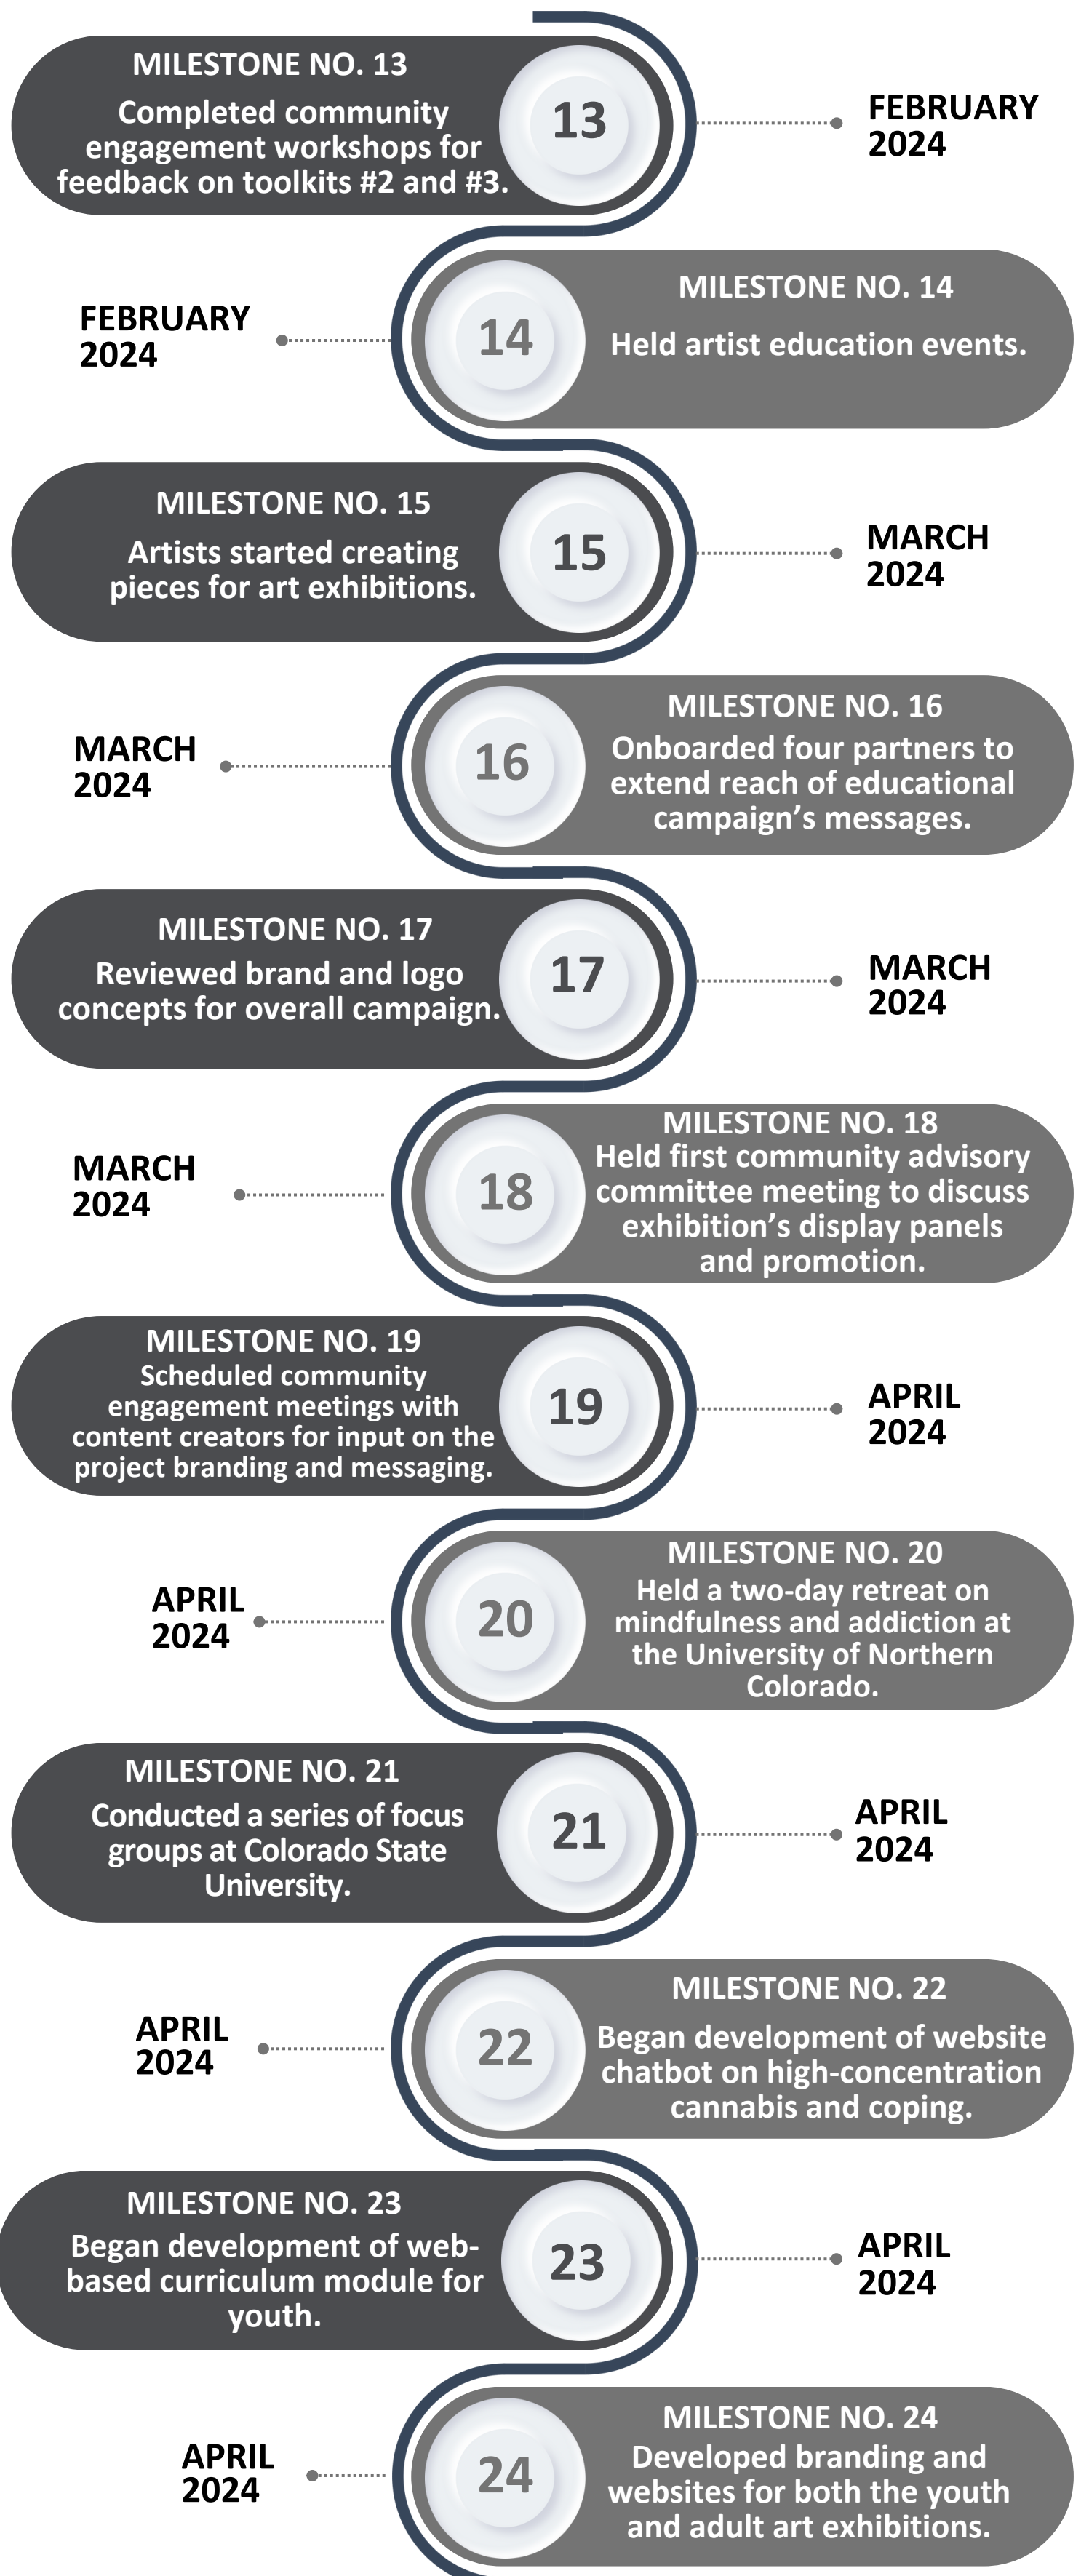 MILESTONE NO. 13
Completed community
engagement workshops for
feedback on toolkits #2 and #3.
13
FEBRUARY
2024
FEBRUARY
2024
14
MILESTONE NO. 14
Held artist education events.
MILESTONE NO. 15
Artists started creating
pieces for art exhibitions.
15
MARCH
2024
MARCH
2024
16
MILESTONE NO. 16
Onboarded four partners to
extend reach of educational
campaign’s messages.
MILESTONE NO. 17
Reviewed brand and logo
concepts for overall campaign.
17
MARCH
2024
MARCH
2024
18
MILESTONE NO. 18
Held first community advisory
committee meeting to discuss
exhibition’s display panels
and promotion.
MILESTONE NO. 19
Scheduled community
engagement meetings with
content creators for input on the
project branding and messaging.
19
APRIL
2024
APRIL
2024
20
MILESTONE NO. 20
Held a two-day retreat on
mindfulness and addiction at
the University of Northern
Colorado.
MILESTONE NO. 21
Conducted a series of focus
groups at Colorado State
University.
21
APRIL
2024
APRIL
2024
22
MILESTONE NO. 22
Began development of website
chatbot on high-concentration
cannabis and coping.
MILESTONE NO. 23
Began development of web-
based curriculum module for
youth.
23
APRIL
2024
APRIL
2024
24
MILESTONE NO. 24
Developed branding and
websites for both the youth
and adult art exhibitions.